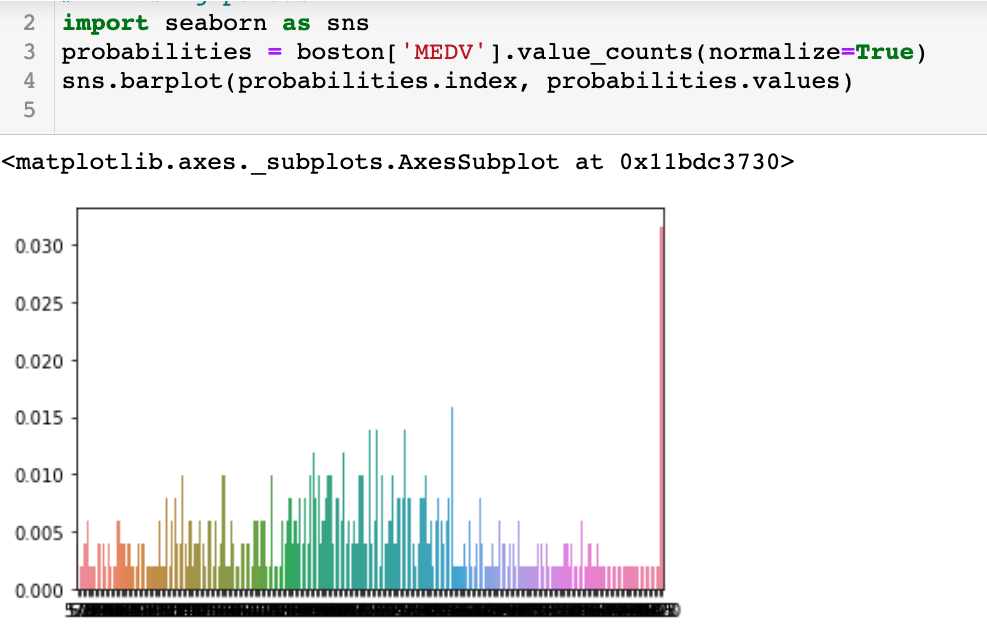 2 import seaborn as sns
3 probabilities = boston['MEDV'].value_counts(normalize=True)
4 sns.barplot(probabilities.index, probabilities.values)
5
<matplotlib.axes._subplots.AxesSubplot at 0x11bdc3730>
0.030
0.025
0.020
0.015
0.010
0.005
0.000